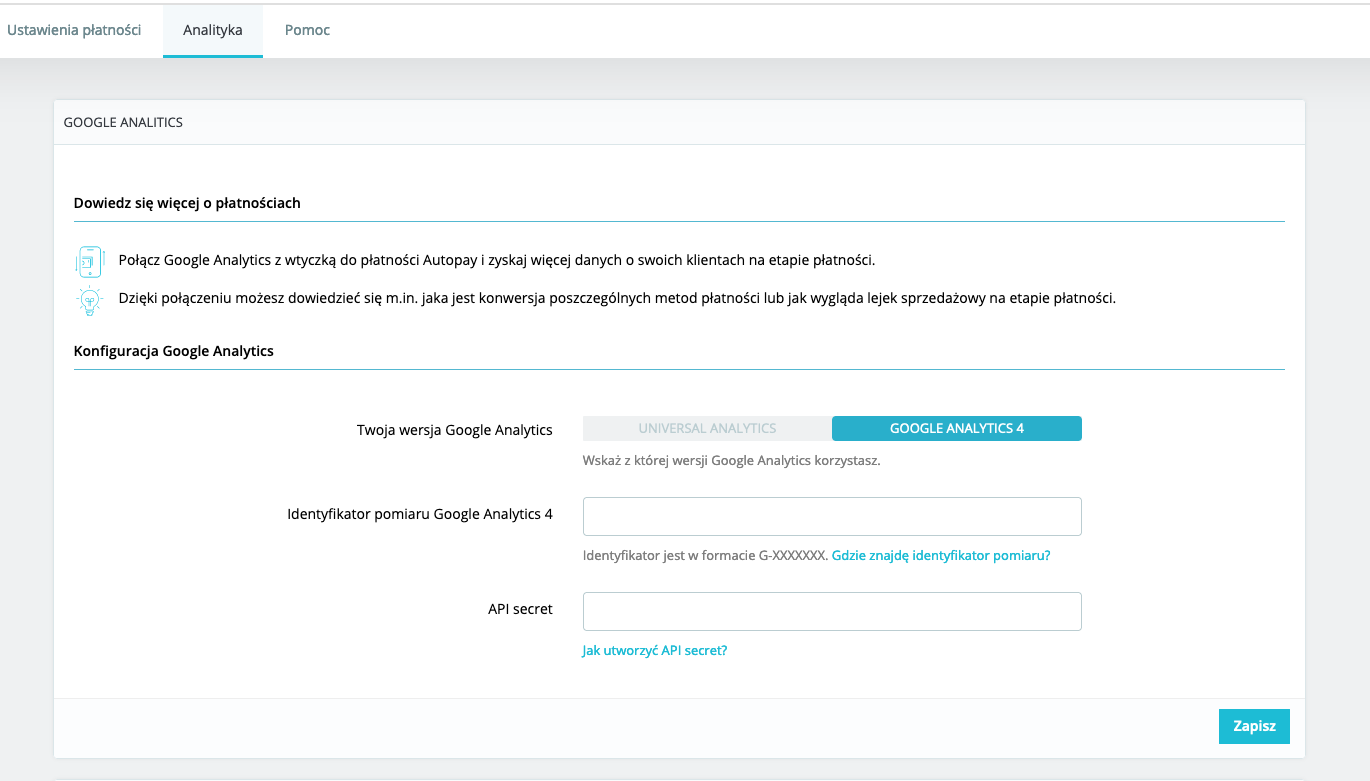 Ustawienia płatności
Analityka
Pomoc
GOOGLE ANALITICS
Dowiedz się więcej o płatnościach
Połącz Google Analytics z wtyczką do płatności Autopay i zyskaj więcej danych o swoich klientach na etapie płatności.
Dzięki połączeniu możesz dowiedzieć się m.in. jaka jest konwersja poszczególnych metod płatności lub jak wygląda lejek sprzedażowy na etapie płatności.
Konfiguracja Google Analytics
Twoja wersja Google Analytics
UNIVERSAL ANALYTICS
GOOGLE ANALYTICS 4
Wskaż z której wersji Google Analytics korzystasz.
Identyfikator pomiaru Google Analytics 4
Identyfikator jest w formacie G-XXXXXXX. Gdzie znajdę identyfikator pomiaru?
API secret
Jak utworzyć API secret?
Zapisz